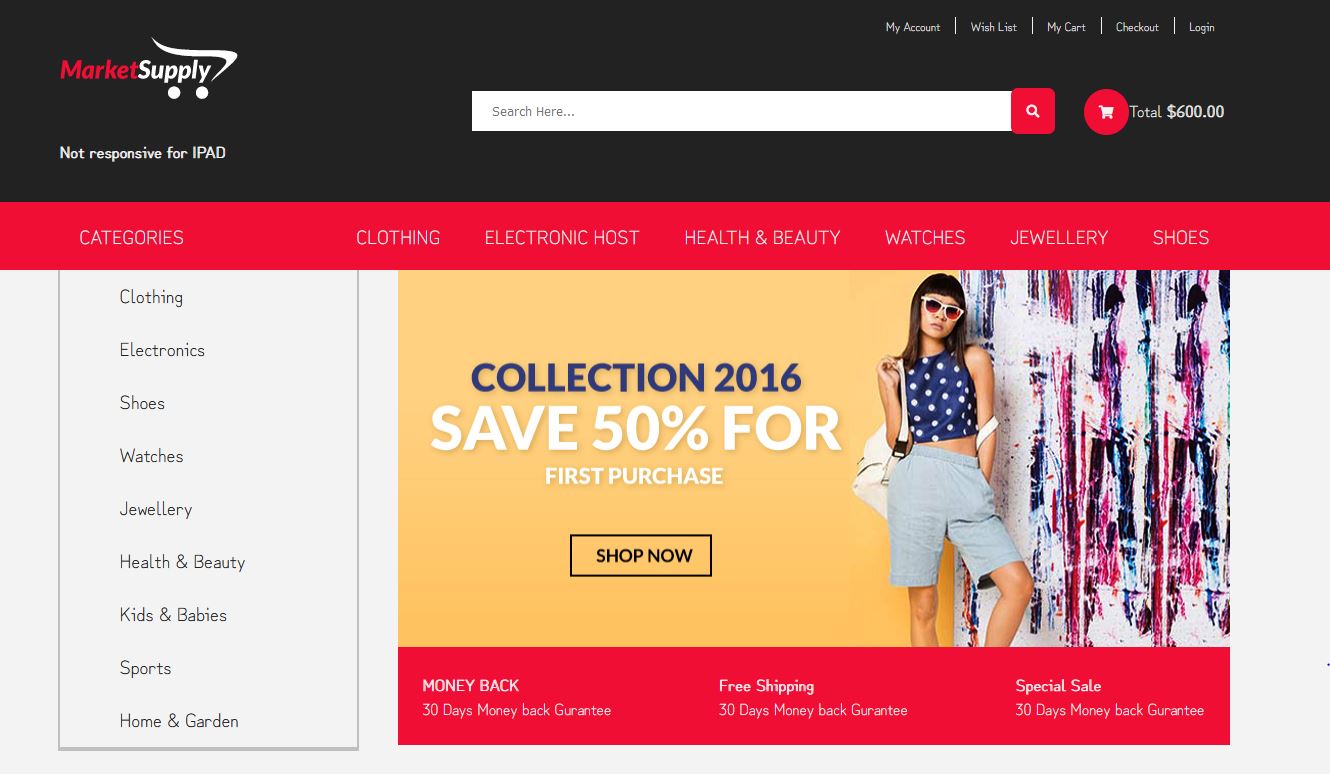 My Account
Wish List
My Cart
Checkout
Login
MarketSupply
Search Here...
Total $600.00
Not responsive for IPAD
CATEGORIES
CLOTHING
ELECTRONIC HOST
HEALTH & BEAUTY
WATCHES
JEWELLERY
SHOES
Clothing
Electronics
Shoes
Watches
Jewellery
Health & Beauty
Kids & Babies
Sports
Home & Garden
COLLECTION 2016
SAVE 50% FOR
FIRST PURCHASE
SHOP NOW
MONEY BACK
30 Days Money back Gurantee
Free Shipping
30 Days Money back Gurantee
Special Sale
30 Days Money back Gurantee